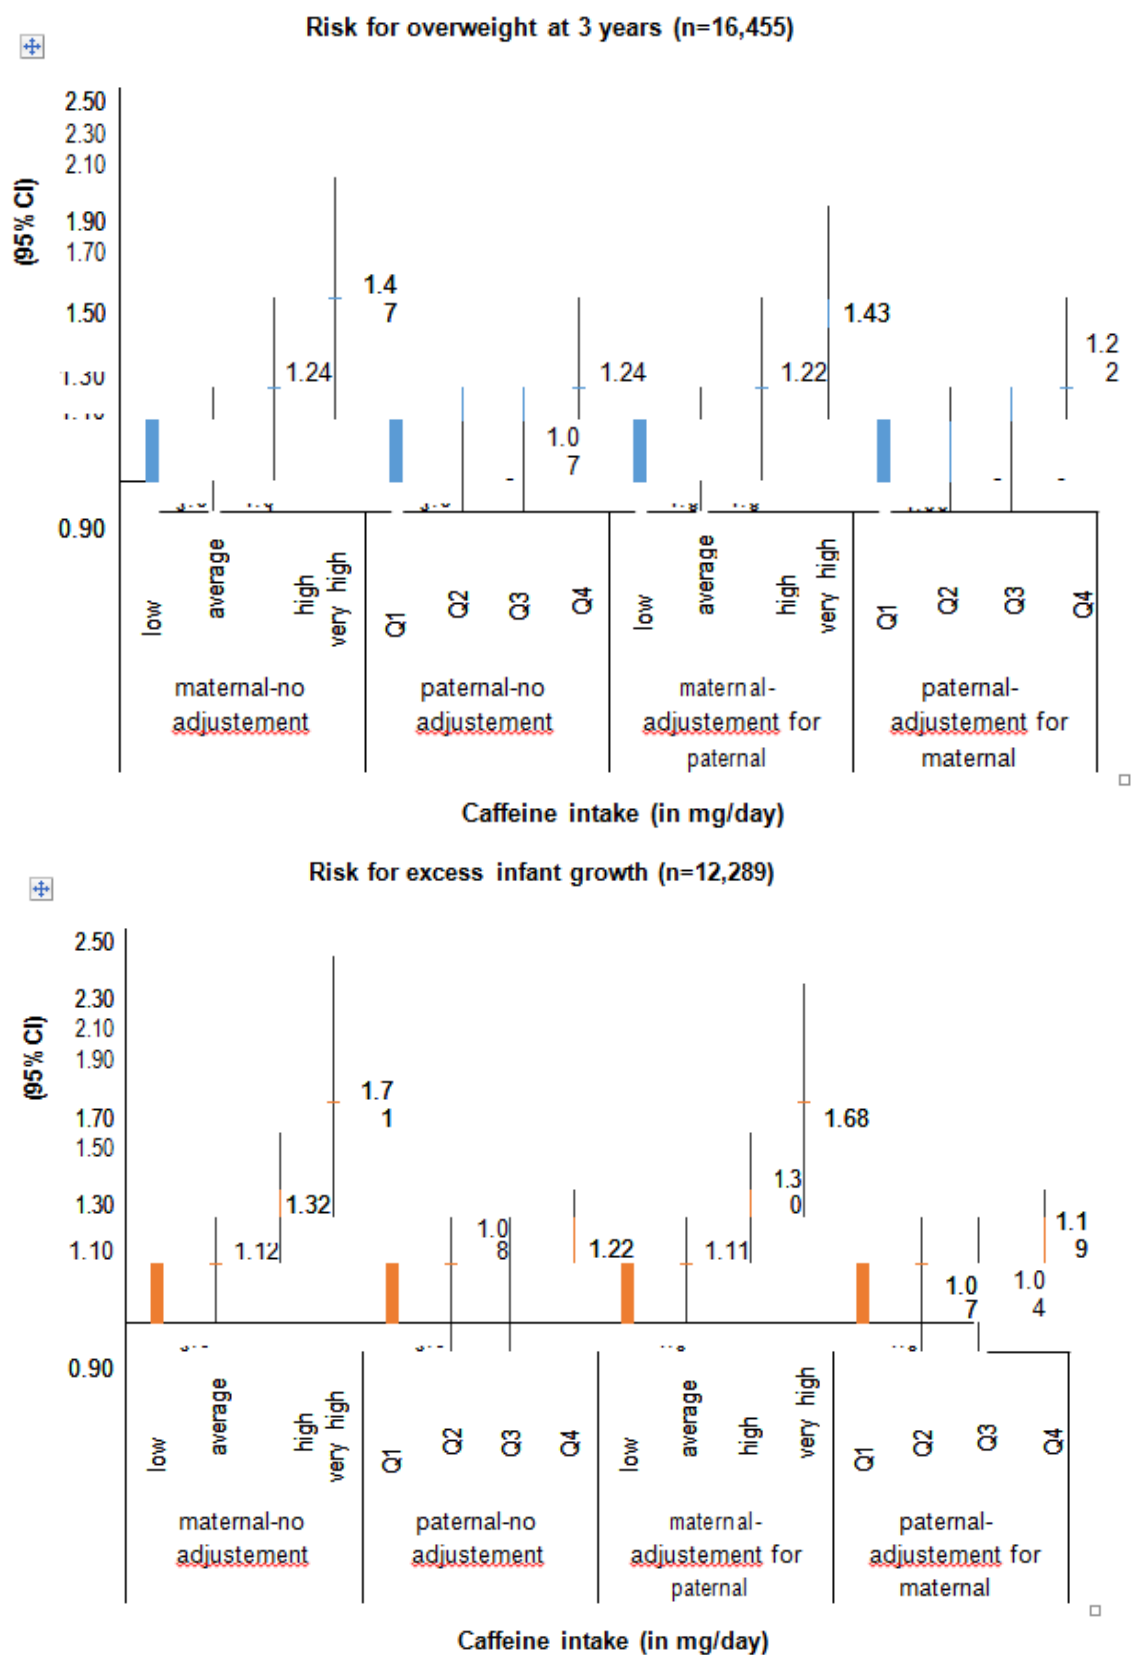 Risk for overweight at 3 years (n=16,455)
2.50
2.30
2.10
1.90
1.70
1.50
1.30
0.90
(95% CI)
1.4
7
1.24
1.24
1.0
7
1.43
1.22
1.2
2
-
-
-
low
average
high
very high
Q1
Q2
Q3
Q4
low
average
high
very high
Q1
Q2
Q3
Q4
maternal-no
adjustement
paternal-no
adjustement
maternal-
adjustement for
paternal
paternal-
adjustement for
maternal
Caffeine intake (in mg/day)
Risk for excess infant growth (n=12,289)
2.50
2.30
2.10
1.90
1.70
1.50
1.30
1.10
0.90
(95% CI)
1.7
1
1.32
1.12
1.0
8
1.22
1.68
1.3
0
1.11
1.1
9
1.0
7
1.0
4
low
average
high
very high
Q1
Q2
Q3
Q4
low
average
high
very high
Q1
Q2
Q3
Q4
maternal-no
adjustement
paternal-no
adjustement
maternal-
adjustement for
paternal
paternal-
adjustement for
maternal
Caffeine intake (in mg/day)